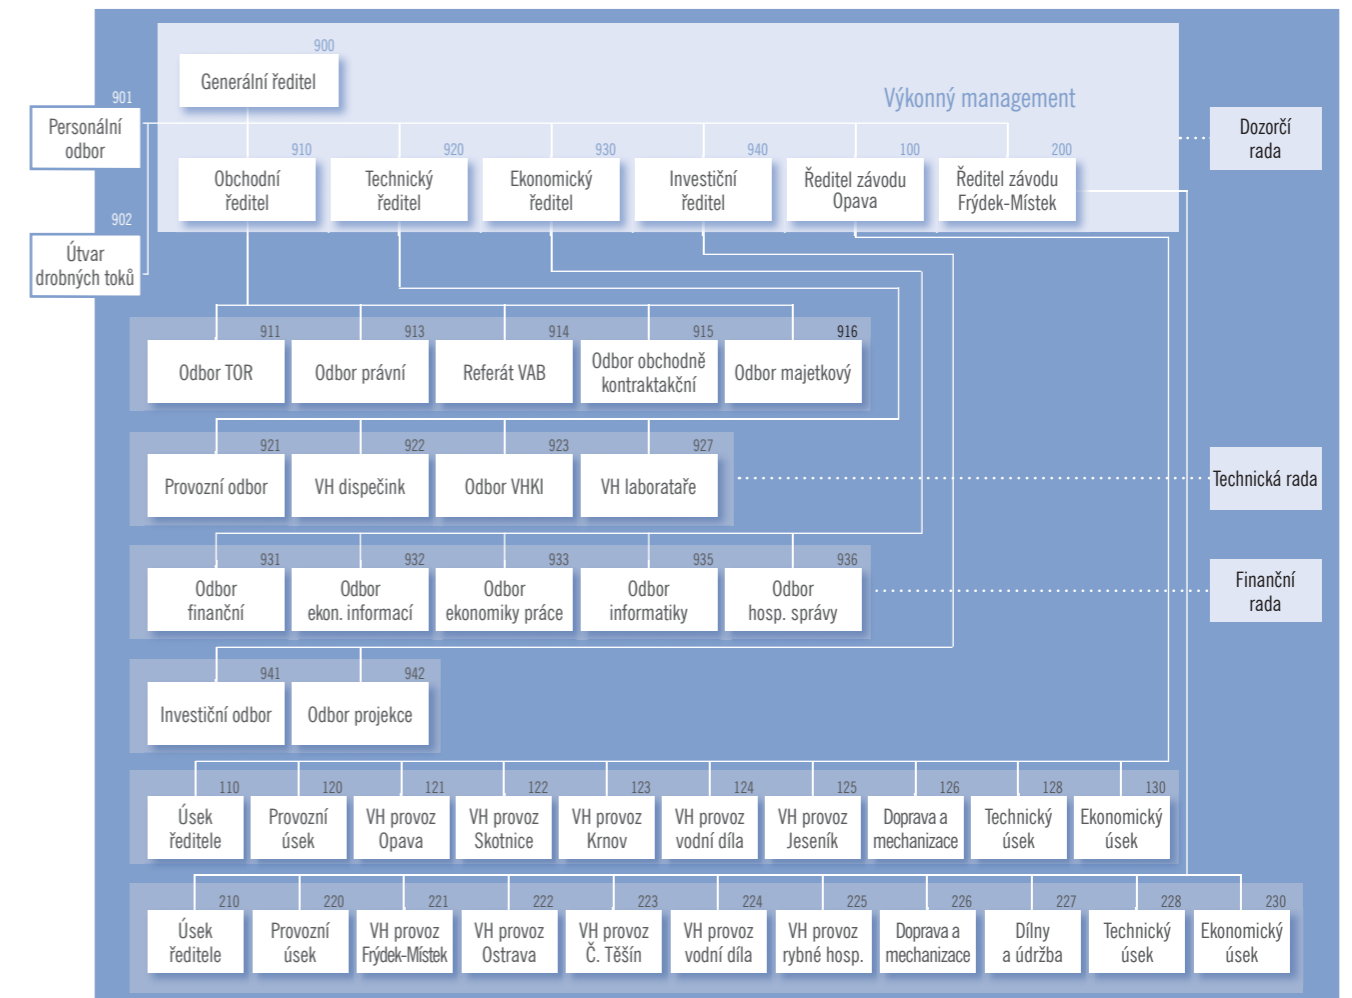 900
Generální ředitel
Výkonný management
901
Personální
odbor
Dozorčí
rada
910
Obchodní
ředitel
920
Technický
ředitel
930
Ekonomický
ředitel
940
Investiční
ředitel
100
Ředitel závodu
Opava
200
Ředitel závodu
Frýdek-Místek
902
Útvar
drobných toků
911
Odbor TOR
913
Odbor právní
914
Referát VAB
915
Odbor obchodně
kontraktakční
916
Odbor majetkový
921
Provozní odbor
922
VH dispečink
923
Odbor VHKI
927
VH laborataře
Technická rada
931
Odbor
finanční
932
Odbor
ekon. informací
933
Odbor
ekonomiky práce
935
Odbor
informatiky
936
Odbor
hosp. správy
Finanční
rada
941
Investiční odbor
942
Odbor projekce
110
Úsek
ředitele
120
Provozní
úsek
121
VH provoz
Opava
122
VH provoz
Skotnice
123
VH provoz
Krnov
124
VH provoz
vodní díla
125
VH provoz
Jeseník
126
Doprava a
mechanizace
128
Technický
úsek
130
Ekonomický
úsek
210
Úsek
ředitele
220
Provozní
úsek
221
VH provoz
Frýdek-Místek
222
VH provoz
Ostrava
223
VH provoz
Č. Těšín
224
VH provoz
vodní díla
225
VH provoz
rybné hosp.
226
Doprava a
mechanizace
227
Dílny
a údržba
228
Technický
úsek
230
Ekonomický
úsek